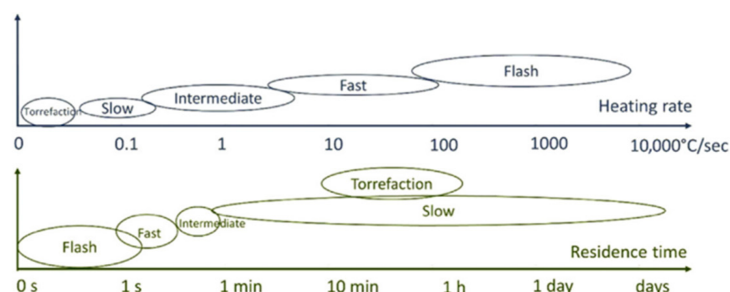 Flash
Fast
Intermediate
Torrefaction
Slow
Heating rate
0 0.1 1 10 100 1000 10,000°C/sec
Torrefaction
Slow
Intermediate
Fast
Flash
Residence time
0 s 1 s 1 min 10 min 1 h 1 day days